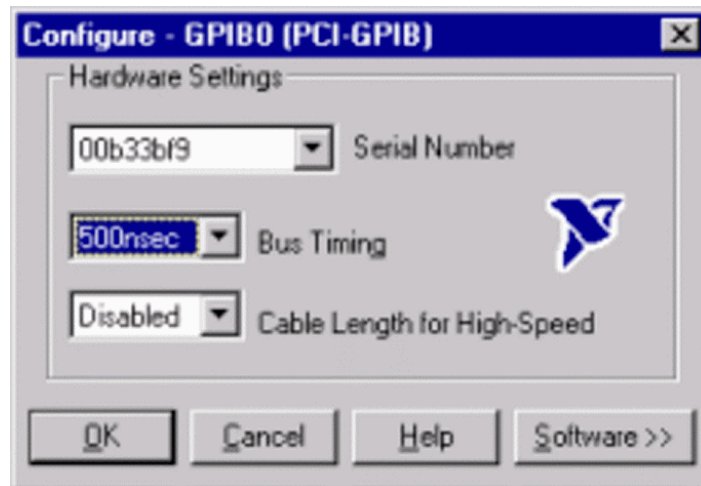 Configure - GPIB0 (PCI-GPIB)
Hardware Settings
00b33bf9 Serial Number
500nsec Bus Timing
Disabled Cable Length for High-Speed
OK Cancel Help Software >>